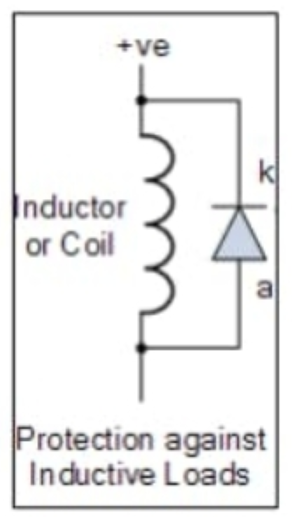 +ve
k
Inductor
or Coil
a
Protection against
Inductive Loads